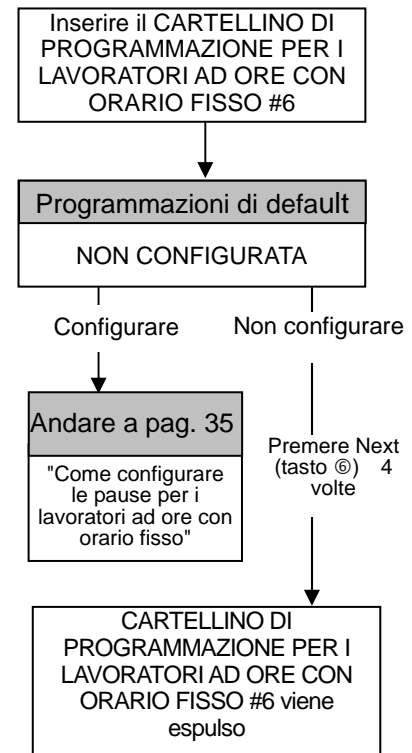 Inserire il CARTELLINO DI
PROGRAMMAZIONE PER I
LAVORATORI AD ORE CON
ORARIO FISSO #6
Programmazioni di default
NON CONFIGURATA
Configurare
Non configurare
Andare a pag. 35
"Come configurare
le pause per i
lavoratori ad ore con
orario fisso"
Premere Next
(tasto ⑥) 4
volte
CARTELLINO DI
PROGRAMMAZIONE PER I
LAVORATORI AD ORE CON
ORARIO FISSO #6 viene
espulso